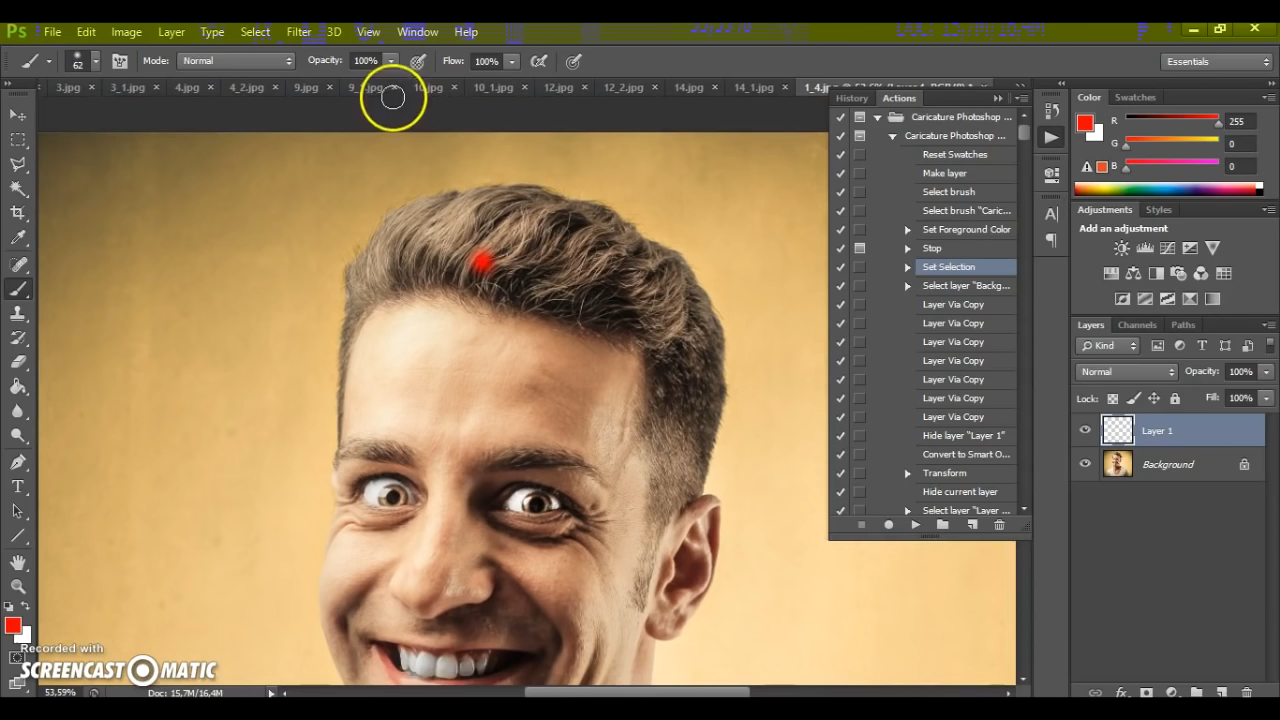 Ps File Edit Image Layer Type Select Filter 3D View Window Help
62 Mode: Normal Opacity: 100% Flow: 100% Essentials
3.jpg 3_1.jpg 4.jpg 4_2.jpg 9.jpg 10_1.jpg 12.jpg 12_2.jpg 14.jpg 14_1.jpg
History Actions
Caricature Photoshop ...
Caricature Photoshop ...
Reset Swatches
Make layer
Select brush
Select brush "Caric...
Set Foreground Color
Stop
Set Selection
Select layer "Backg...
Layer Via Copy
Layer Via Copy
Layer Via Copy
Layer Via Copy
Layer Via Copy
Layer Via Copy
Layer Via Copy
Hide layer "Layer 1"
Convert to Smart O...
Transform
Hide current layer
Select layer "Layer ...
Color Swatches
R 255
G 0
B 0
Adjustments Styles
Add an adjustment
Layers Channels Paths
Kind
Normal Opacity: 100%
Lock: Fill: 100%
Layer 1
Background
Recorded with
SCREENCAST MATIC
53,59% Doc: 15,7M/16,4M